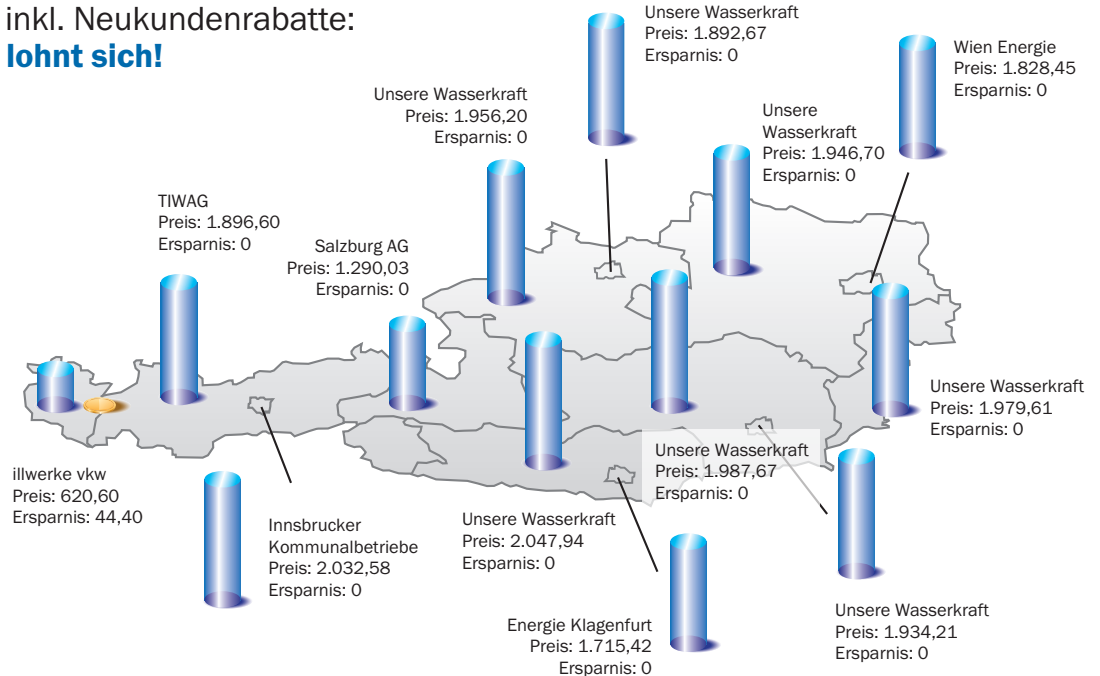 inkl. Neukundenrabatte:
lohnt sich!
Unsere Wasserkraft
Preis: 1.892,67
Ersparnis: 0
Wien Energie
Preis: 1.828,45
Ersparnis: 0
Unsere Wasserkraft
Preis: 1.956,20
Ersparnis: 0
Unsere
Wasserkraft
Preis: 1.946,70
Ersparnis: 0
TIWAG
Preis: 1.896,60
Ersparnis: 0
Salzburg AG
Preis: 1.290,03
Ersparnis: 0
Unsere Wasserkraft
Preis: 1.979,61
Ersparnis: 0
Unsere Wasserkraft
Preis: 1.987,67
Ersparnis: 0
illwerke vkw
Preis: 620,60
Ersparnis: 44,40
Innsbrucker
Kommunalbetriebe
Preis: 2.032,58
Ersparnis: 0
Unsere Wasserkraft
Preis: 2.047,94
Ersparnis: 0
Energie Klagenfurt
Preis: 1.715,42
Ersparnis: 0
Unsere Wasserkraft
Preis: 1.934,21
Ersparnis: 0